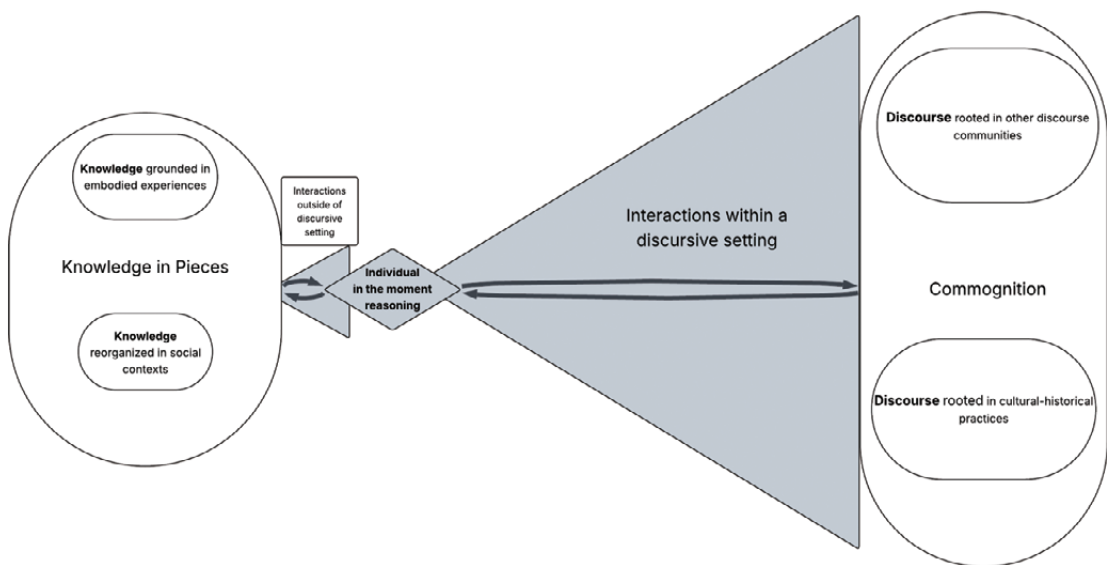 Knowledge grounded in
embodied experiences
Knowledge in Pieces
Knowledge
reorganized in social
contexts
Interactions
outside of
discursive
setting
Individual
in the moment
reasoning
Interactions within a
discursive setting
Discourse rooted in other discourse
communities
Commognition
Discourse rooted in cultural-historical
practices